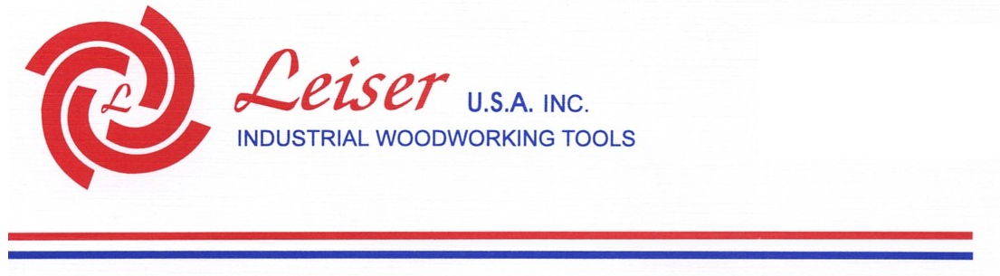 L
Leiser U.S.A. INC.
INDUSTRIAL WOODWORKING TOOLS